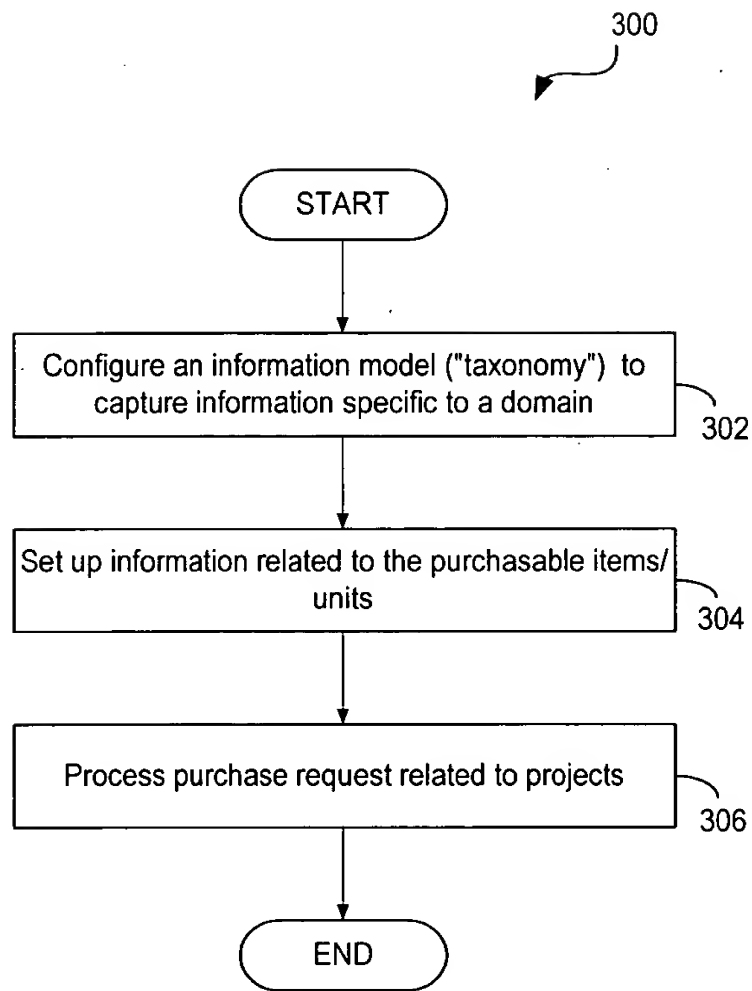 300
START
Configure an information model ("taxonomy") to
capture information specific to a domain
302
Set up information related to the purchasable items/
units
304
Process purchase request related to projects
306
END